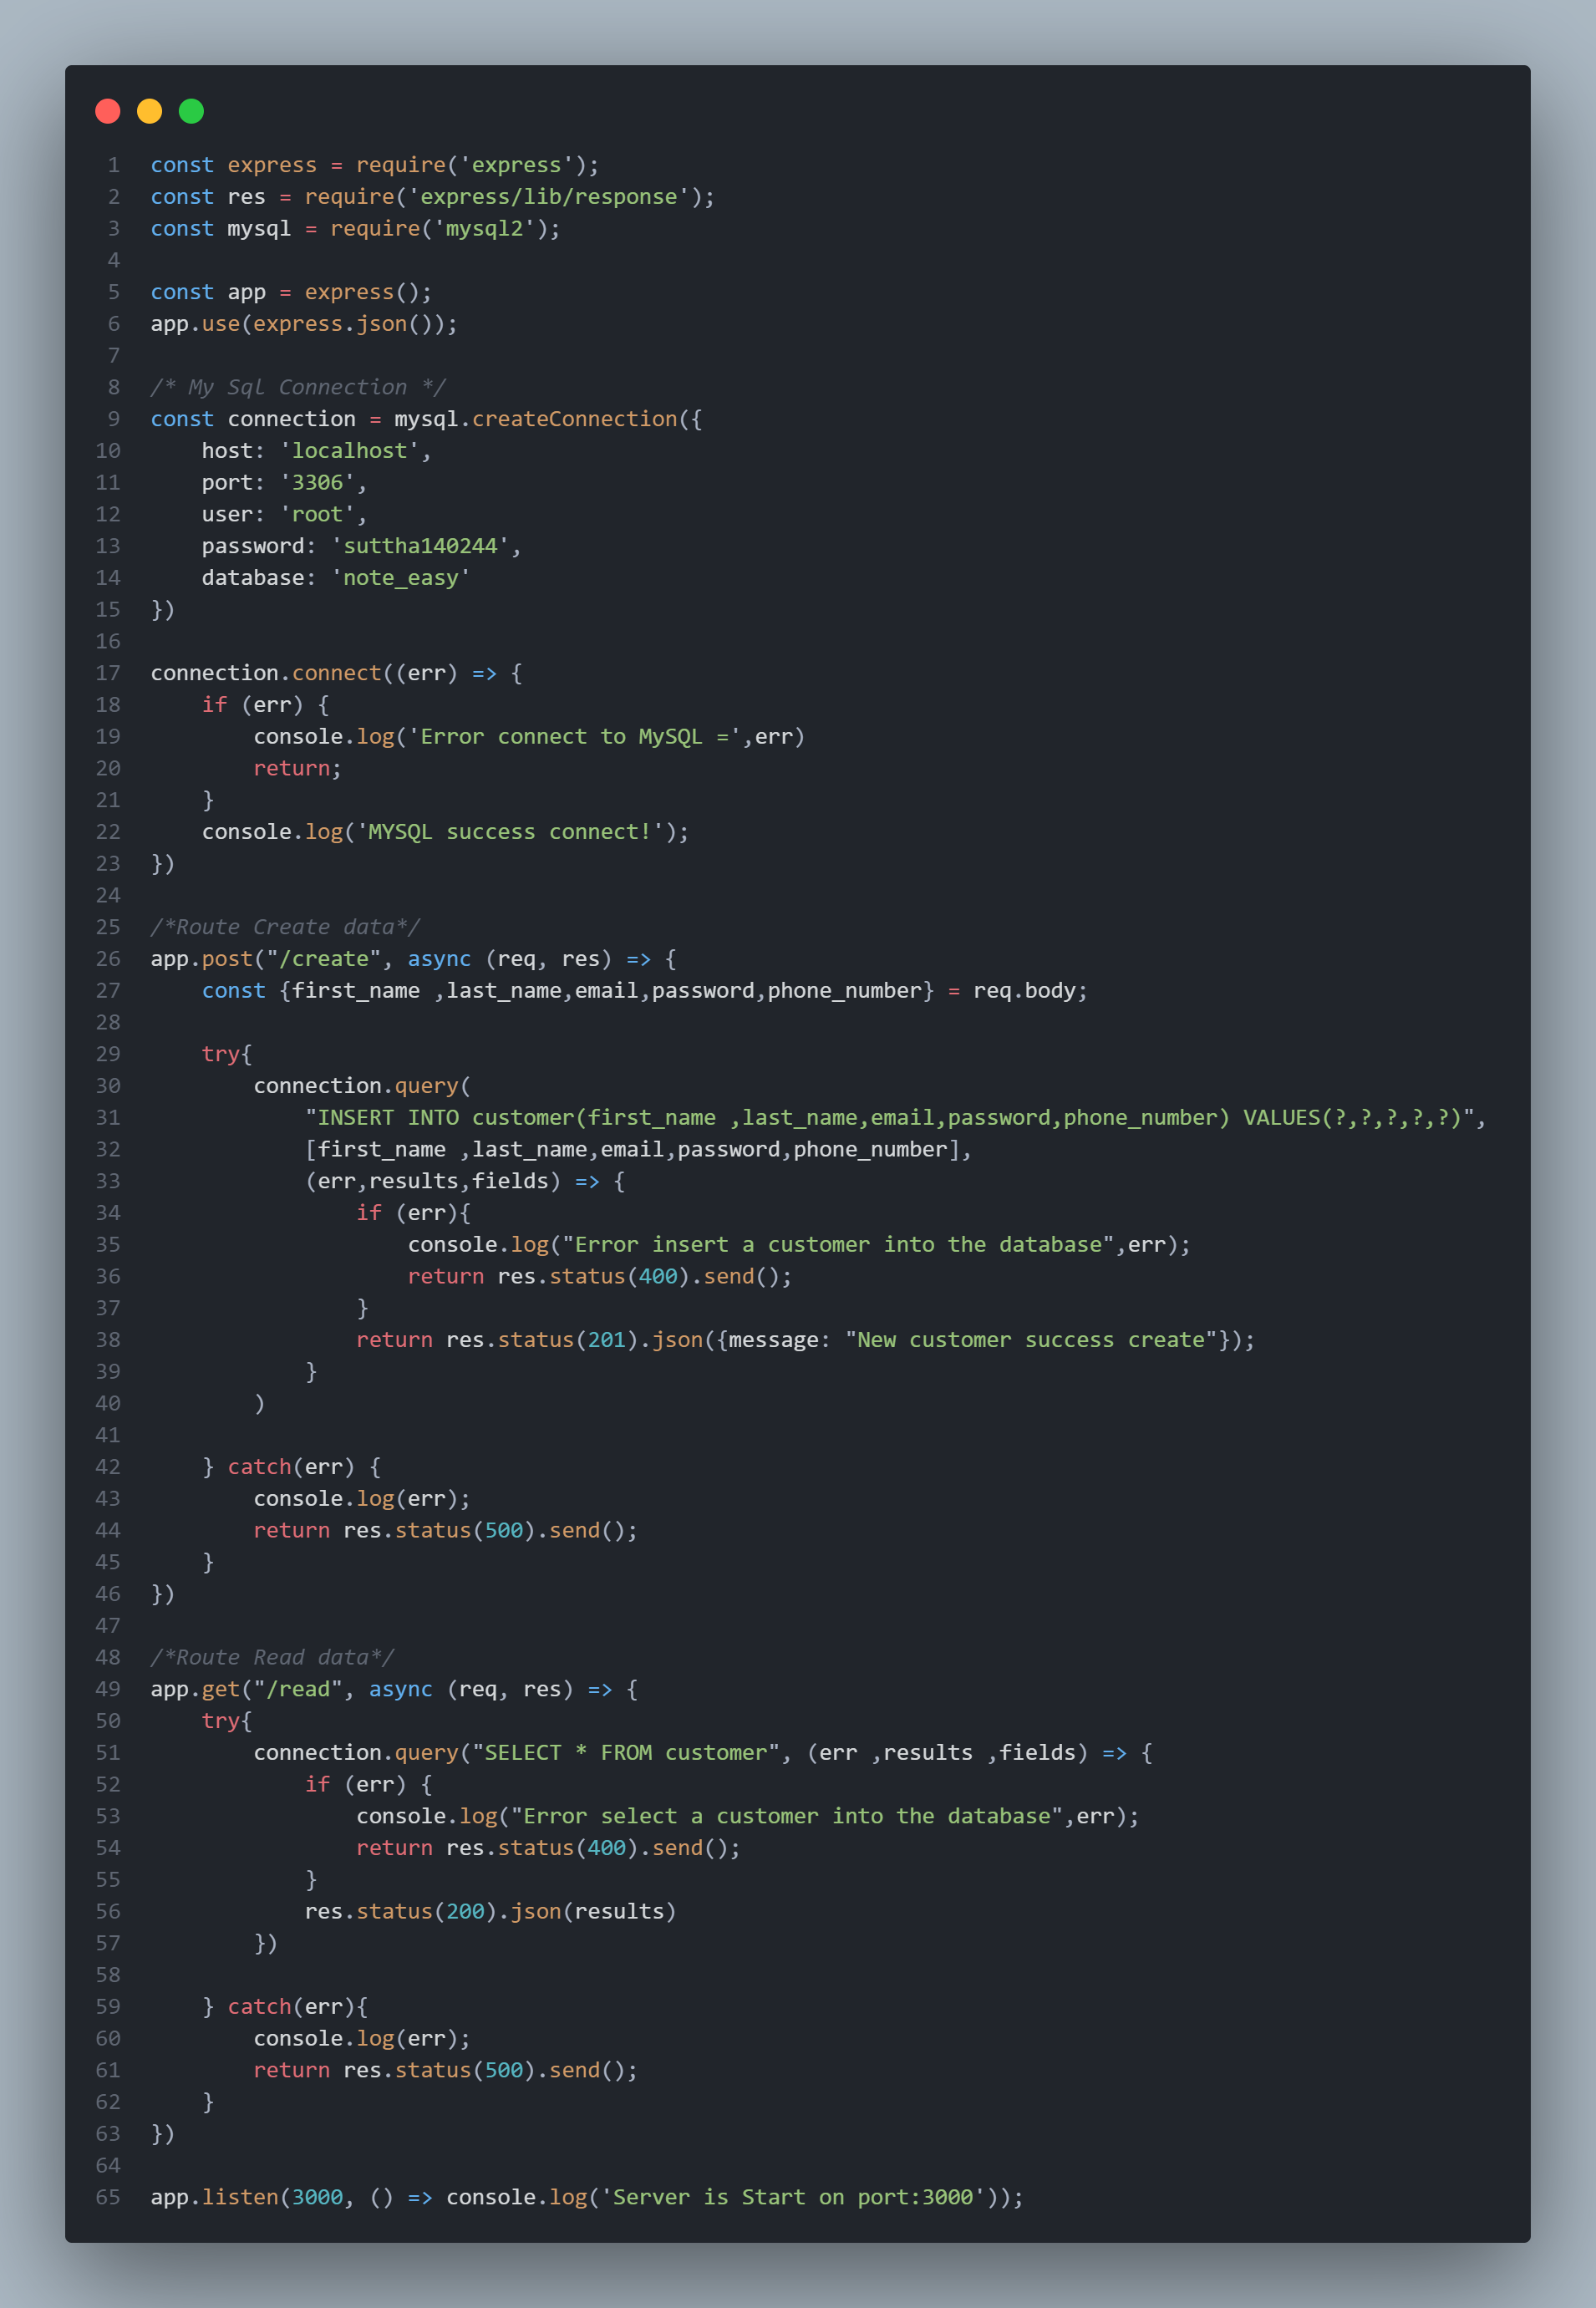 1 const express = require('express');
2 const res = require('express/lib/response');
3 const mysql = require('mysql2');
4
5 const app = express();
6 app.use(express.json());
7
8 /* My Sql Connection */
9 const connection = mysql.createConnection({
10     host: 'localhost',
11     port: '3306',
12     user: 'root',
13     password: 'suttha140244',
14     database: 'note_easy'
15 })
16
17 connection.connect((err) => {
18     if (err) {
19         console.log('Error connect to MySQL =',err)
20         return;
21     }
22     console.log('MYSQL success connect!');
23 })
24
25 /*Route Create data*/
26 app.post("/create", async (req, res) => {
27     const {first_name ,last_name,email,password,phone_number} = req.body;
28
29     try{
30         connection.query(
31             "INSERT INTO customer(first_name ,last_name,email,password,phone_number) VALUES(?,?,?,?,?)",
32             [first_name ,last_name,email,password,phone_number],
33             (err,results,fields) => {
34                 if (err){
35                     console.log("Error insert a customer into the database",err);
36                     return res.status(400).send();
37                 }
38                 return res.status(201).json({message: "New customer success create"});
39             }
40         )
41
42     } catch(err) {
43         console.log(err);
44         return res.status(500).send();
45     }
46 })
47
48 /*Route Read data*/
49 app.get("/read", async (req, res) => {
50     try{
51         connection.query("SELECT * FROM customer", (err ,results ,fields) => {
52             if (err) {
53                 console.log("Error select a customer into the database",err);
54                 return res.status(400).send();
55             }
56             res.status(200).json(results)
57         })
58
59     } catch(err){
60         console.log(err);
61         return res.status(500).send();
62     }
63 })
64
65 app.listen(3000, () => console.log('Server is Start on port:3000'));